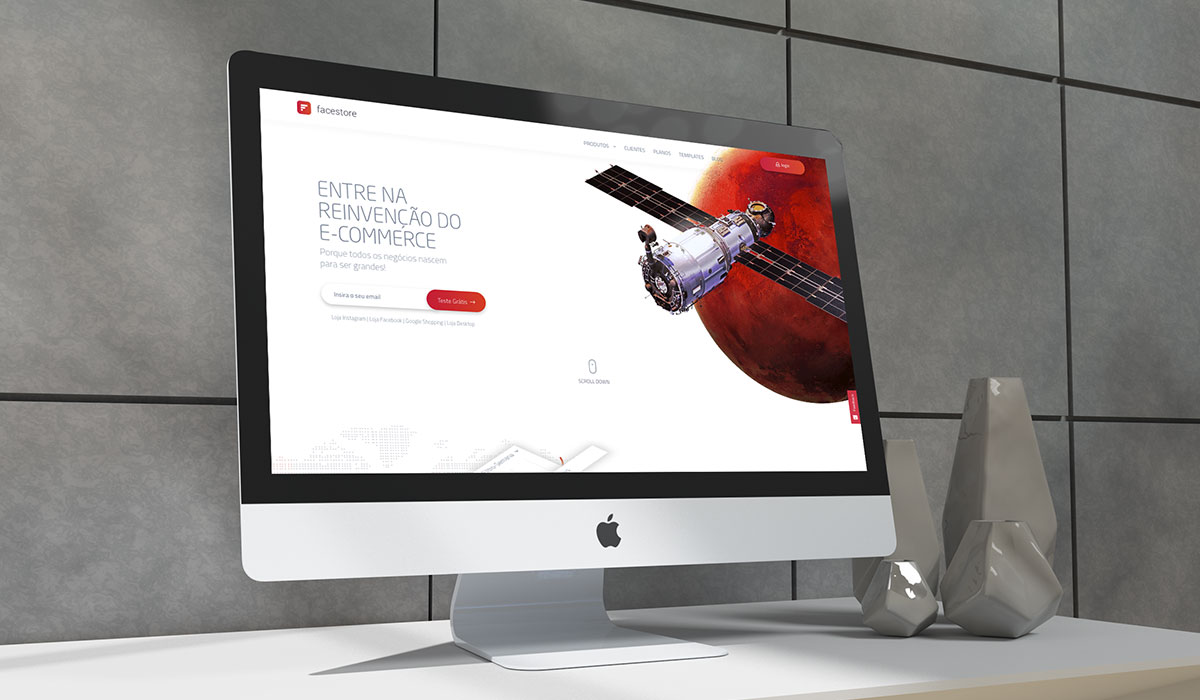 facestore
PRODUTOS CLIENTES PLANOS TEMPLATES BLOG
login
ENTRE NA
REINVENÇÃO DO
E-COMMERCE
Porque todos os negócios nascem
para ser grandes!
Insira o seu email
Teste Grátis →
Loja Instagram | Loja Facebook | Google Shopping | Loja Desktop
SCROLL DOWN